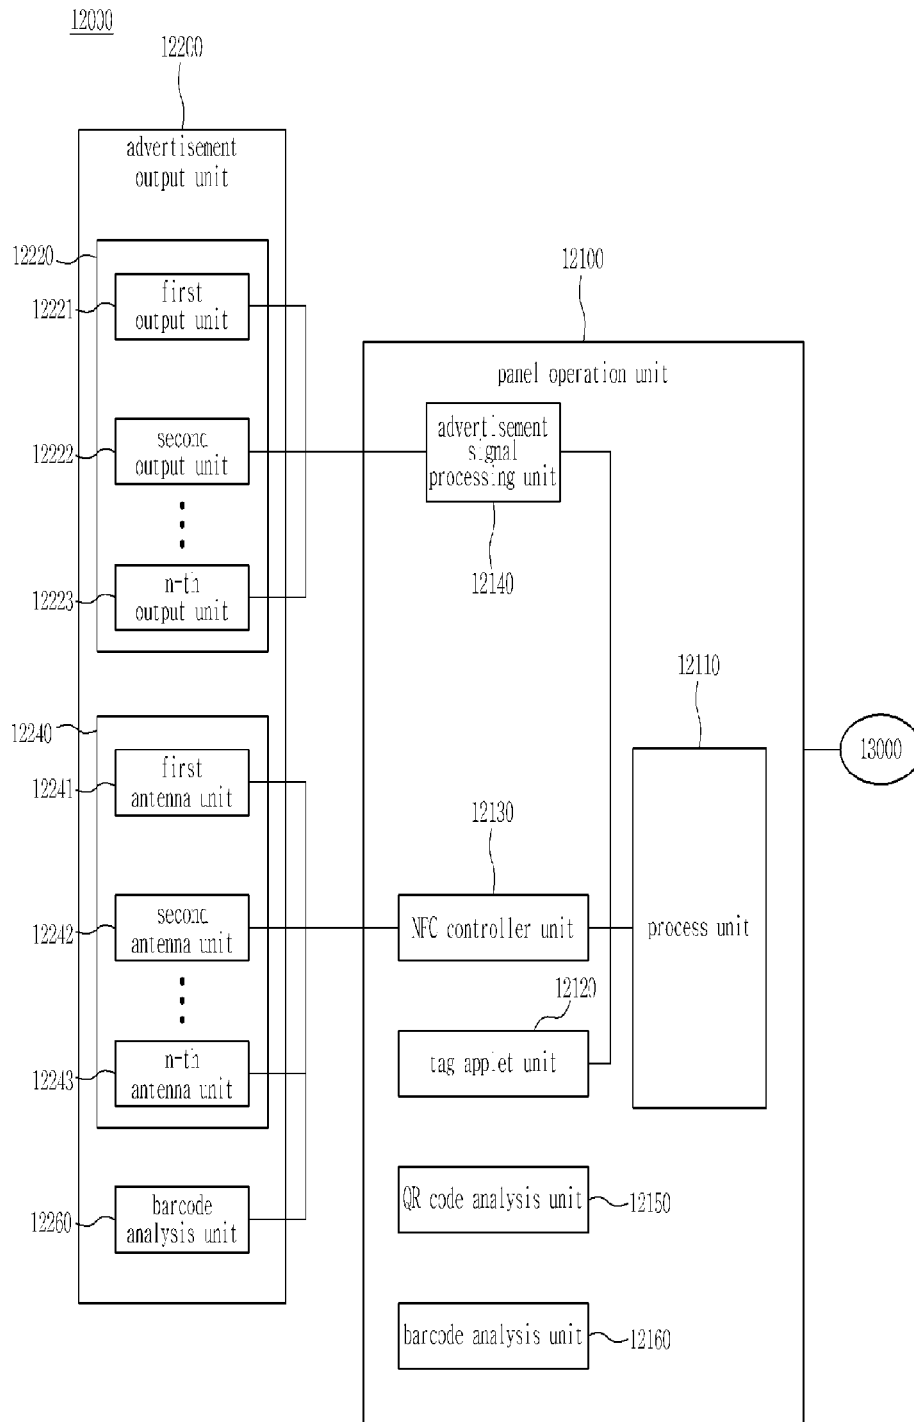 12000
12200
advertisement
output unit
12220
12221
first
output unit
12222
second
output unit
12223
n-th
output unit
12240
12241
first
antenna unit
12242
second
antenna unit
12243
n-th
antenna unit
12260
barcode
analysis unit
12100
panel operation unit
advertisement
signal
processing unit
12140
12110
13000
12130
NFC controller unit
process unit
12120
tag applet unit
QR code analysis unit
12150
barcode analysis unit
12160